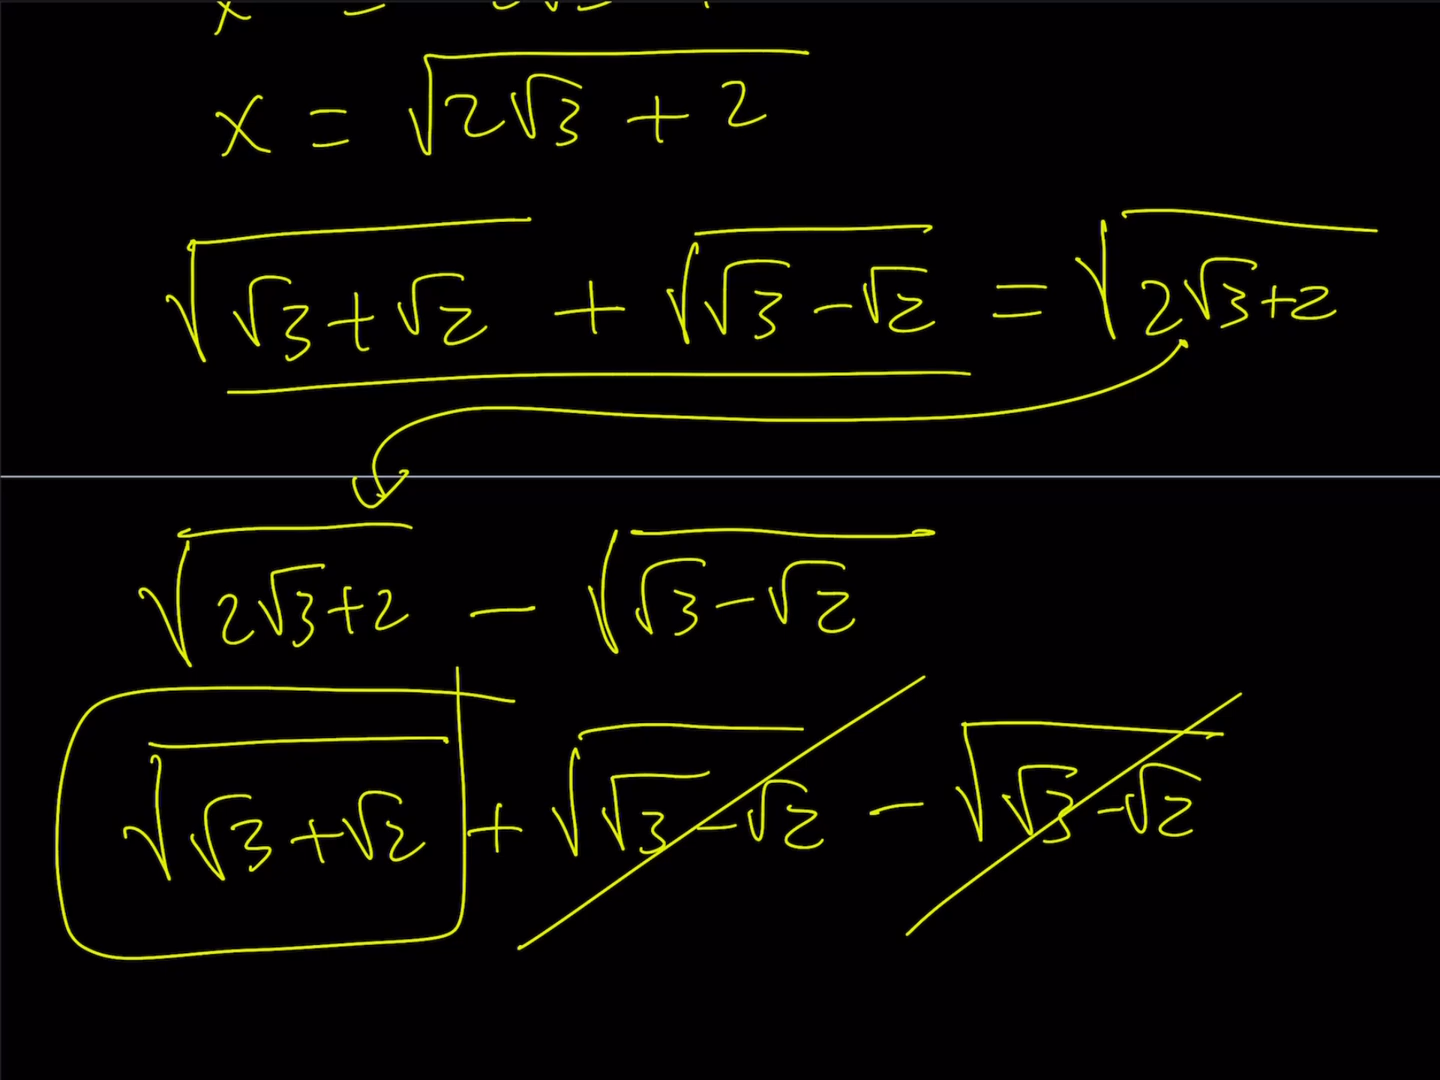 x = √(2√3 + 2)
√(√3 + √2) + √(√3 - √2) = √(2√3 + 2)
√(2√3 + 2) - √(√3 - √2)
√(√3 + √2) + √(√3 - √2) - √(√3 - √2)